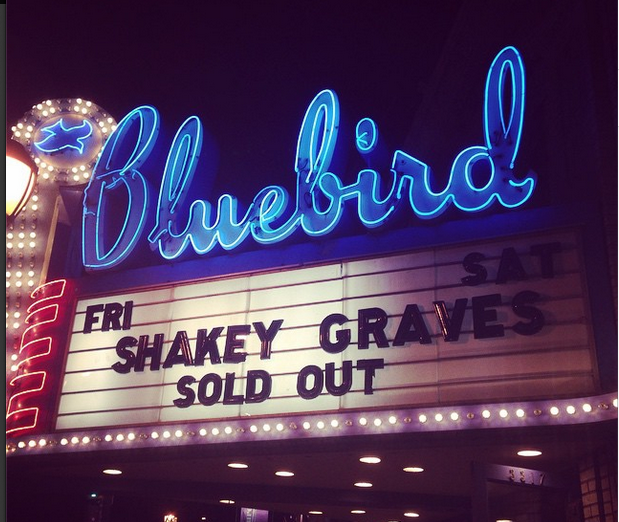 Bluebird
FRI SAT
SHAKEY GRAVES
SOLD OUT